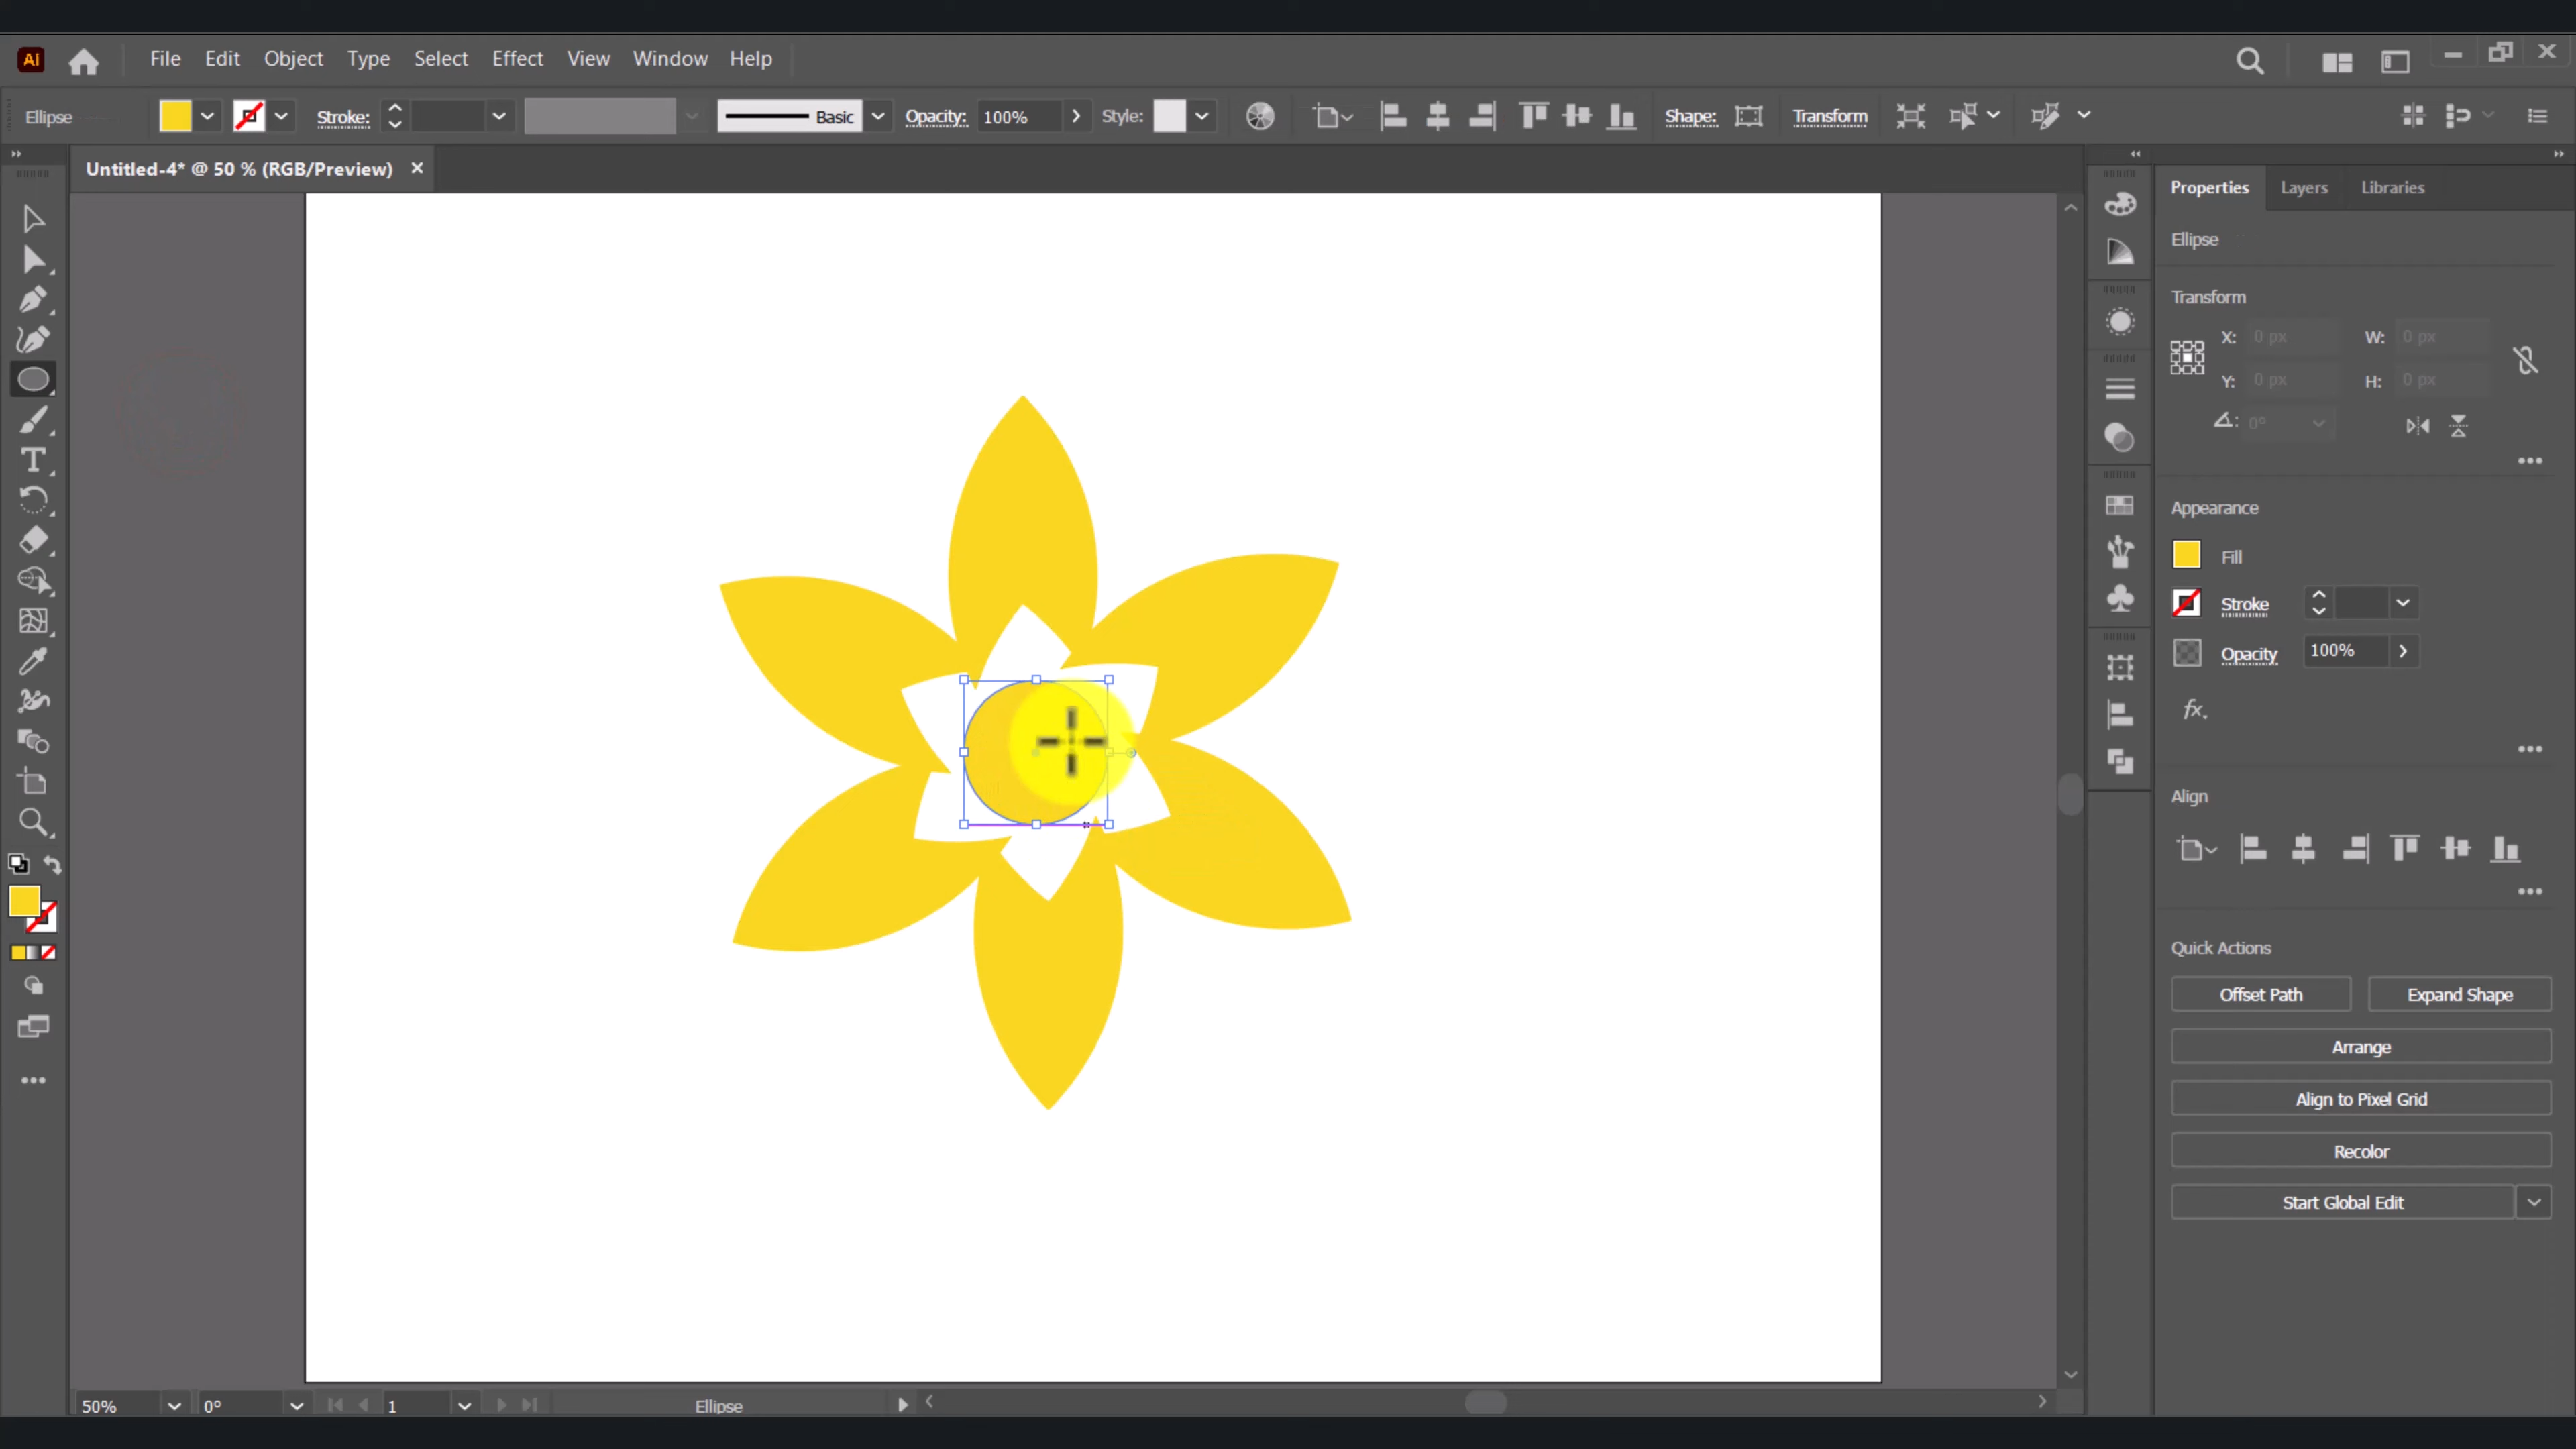 Ai File Edit Object Type Select Effect View Window Help
Ellipse Stroke: Basic Opacity: 100% Style: Shape: Transform
Untitled-4* @ 50 % (RGB/Preview) ×
Properties Layers Libraries
Ellipse
Transform
X: 0 px W: 0 px
Y: 0 px H: 0 px
0°
Appearance
Fill
Stroke
Opacity 100%
fx.
Align
Quick Actions
Offset Path Expand Shape
Arrange
Align to Pixel Grid
Recolor
Start Global Edit
50% 0° 1 Ellipse